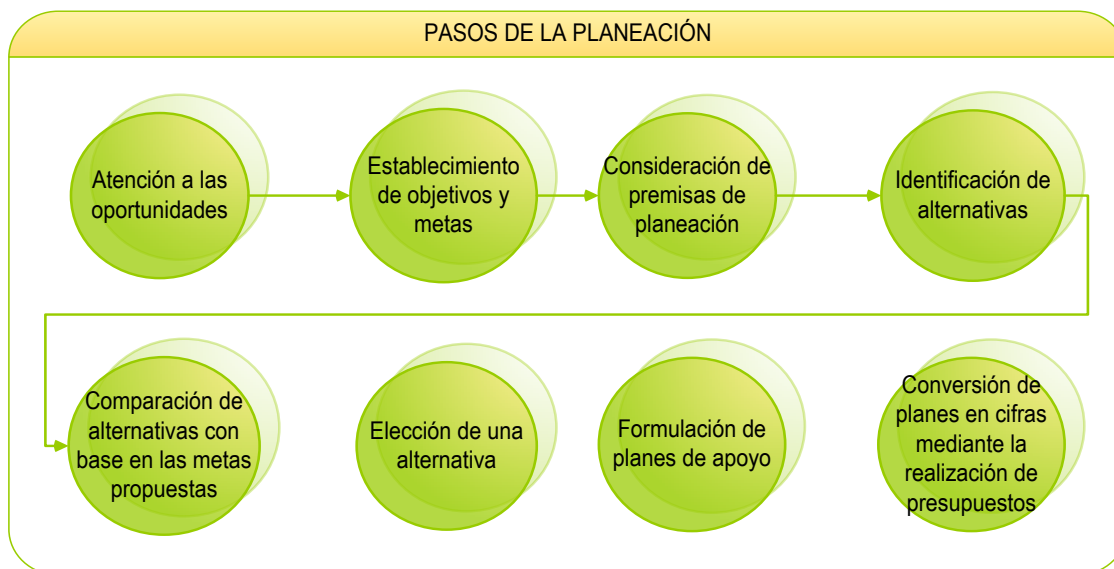 PASOS DE LA PLANEACIÓN
Atención a las
oportunidades
Establecimiento
de objetivos y
metas
Consideración de
premisas de
planeación
Identificación de
alternativas
Comparación de
alternativas con
base en las metas
propuestas
Elección de una
alternativa
Formulación de
planes de apoyo
Conversión de
planes en cifras
mediante la
realización de
presupuestos